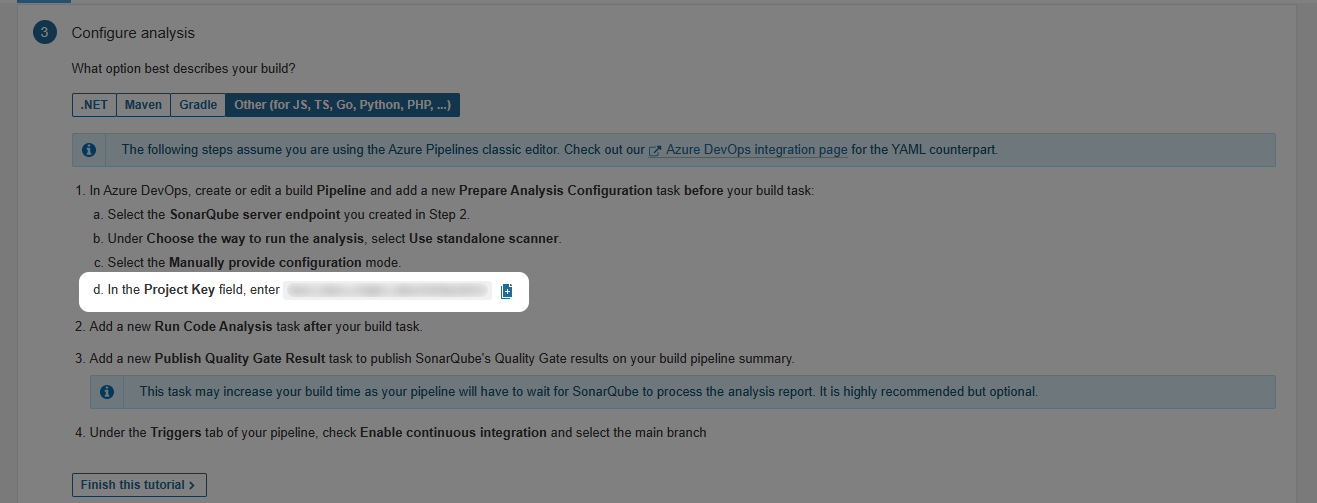 3 Configure analysis
What option best describes your build?
.NET Maven Gradle Other (for JS, TS, Go, Python, PHP, ...)
The following steps assume you are using the Azure Pipelines classic editor. Check out our Azure DevOps integration page for the YAML counterpart.
1. In Azure DevOps, create or edit a build Pipeline and add a new Prepare Analysis Configuration task before your build task:
a. Select the SonarQube server endpoint you created in Step 2.
b. Under Choose the way to run the analysis, select Use standalone scanner.
c. Select the Manually provide configuration mode.
d. In the Project Key field, enter
2. Add a new Run Code Analysis task after your build task.
3. Add a new Publish Quality Gate Result task to publish SonarQube's Quality Gate results on your build pipeline summary.
This task may increase your build time as your pipeline will have to wait for SonarQube to process the analysis report. It is highly recommended but optional.
4. Under the Triggers tab of your pipeline, check Enable continuous integration and select the main branch
Finish this tutorial >